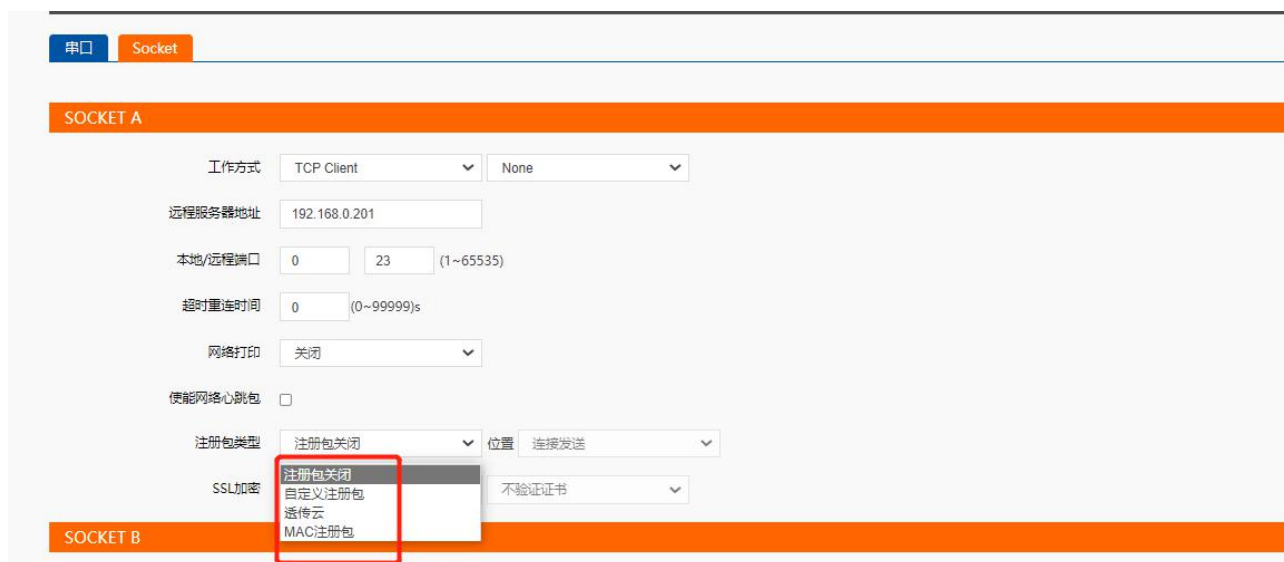 串口 Socket
SOCKET A
工作方式 TCP Client None
远程服务器地址 192.168.0.201
本地/远程端口 0 23 (1~65535)
超时重连时间 0 (0~99999)s
网络打印 关闭
使能网络心跳包
注册包类型 注册包关闭 位置 连接发送
注册包关闭
SSL加密 自定义注册包 不验证证书
透传云
MAC注册包
SOCKET B